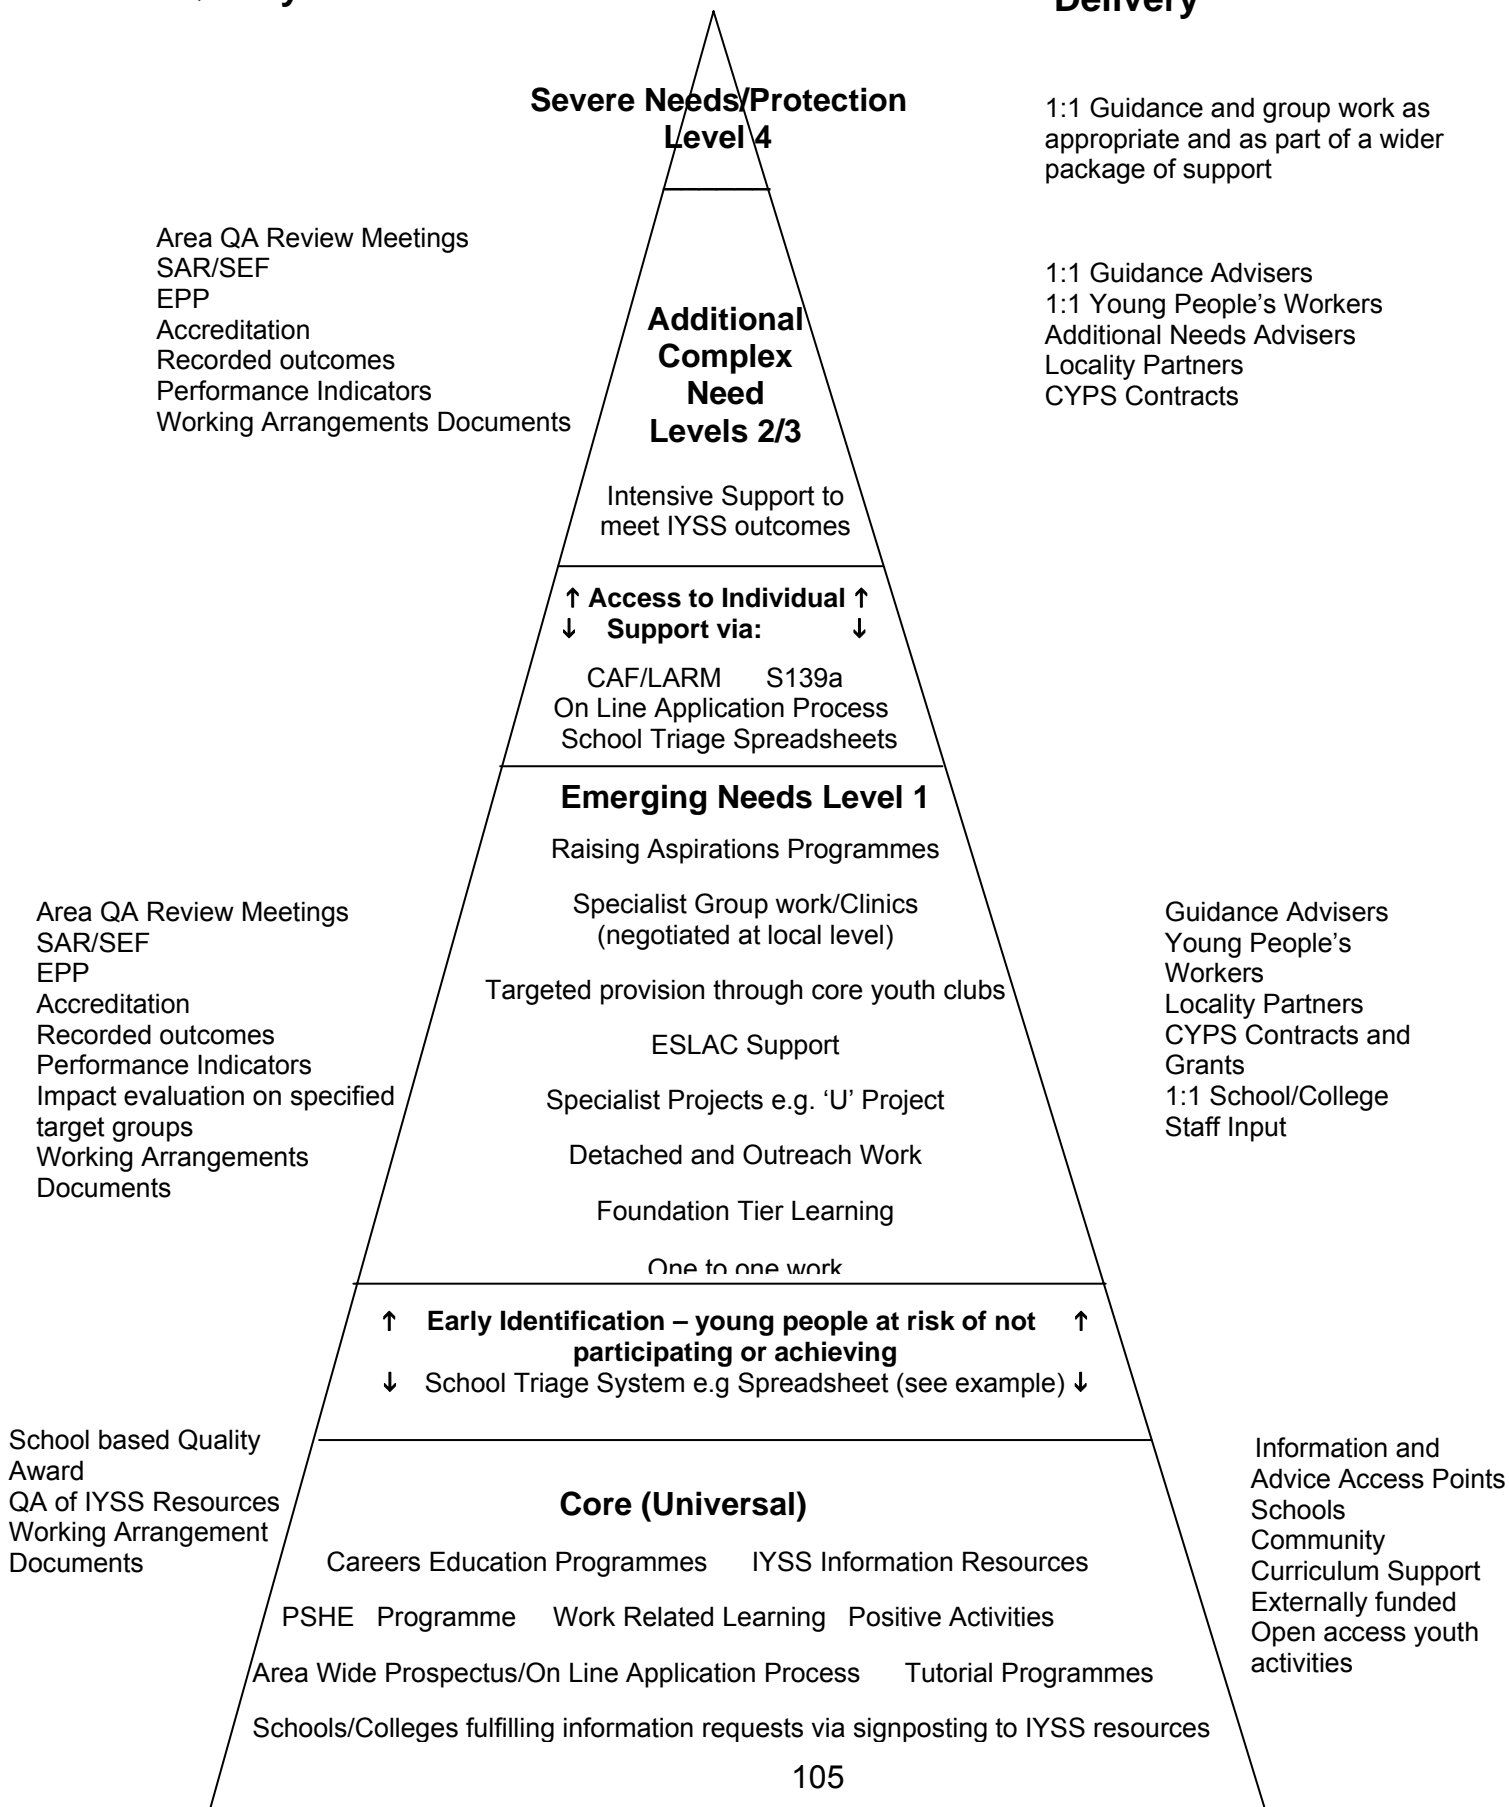 Delivery
Severe Needs/Protection
Level 4
1:1 Guidance and group work as
appropriate and as part of a wider
package of support
Area QA Review Meetings
SAR/SEF
EPP
Accreditation
Recorded outcomes
Performance Indicators
Working Arrangements Documents
Additional
Complex
Need
Levels 2/3
Intensive Support to
meet IYSS outcomes
1:1 Guidance Advisers
1:1 Young People’s Workers
Additional Needs Advisers
Locality Partners
CYPS Contracts
↑ Access to Individual ↑
↓ Support via: ↓
CAF/LARM S139a
On Line Application Process
School Triage Spreadsheets
Emerging Needs Level 1
Raising Aspirations Programmes
Specialist Group work/Clinics
(negotiated at local level)
Targeted provision through core youth clubs
ESLAC Support
Specialist Projects e.g. ‘U’ Project
Detached and Outreach Work
Foundation Tier Learning
One to one work
Area QA Review Meetings
SAR/SEF
EPP
Accreditation
Recorded outcomes
Performance Indicators
Impact evaluation on specified
target groups
Working Arrangements
Documents
Guidance Advisers
Young People’s
Workers
Locality Partners
CYPS Contracts and
Grants
1:1 School/College
Staff Input
↑ Early Identification – young people at risk of not ↑
participating or achieving
↓ School Triage System e.g Spreadsheet (see example) ↓
School based Quality
Award
QA of IYSS Resources
Working Arrangement
Documents
Core (Universal)
Careers Education Programmes IYSS Information Resources
PSHE Programme Work Related Learning Positive Activities
Area Wide Prospectus/On Line Application Process Tutorial Programmes
Schools/Colleges fulfilling information requests via signposting to IYSS resources
Information and
Advice Access Points
Schools
Community
Curriculum Support
Externally funded
Open access youth
activities
105